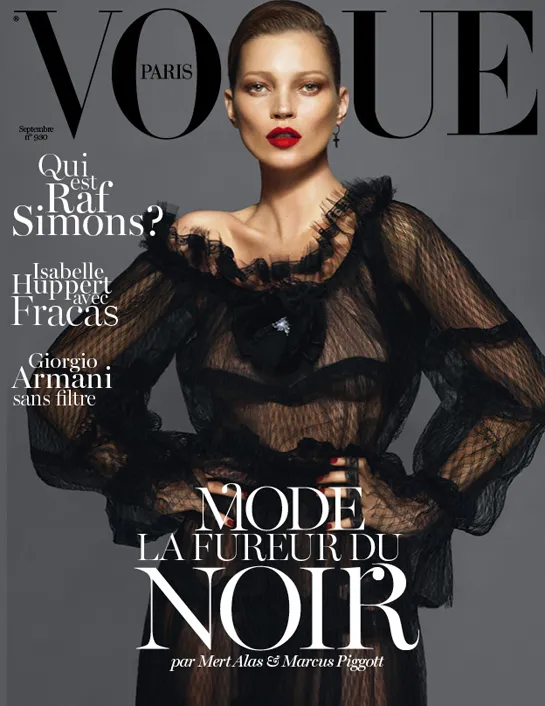 VOGUE
PARIS
Septembre
n° 930
Qui
est
Raf
Simons?
Isabelle
Huppert
avec
Fracas
Giorgio
Armani
sans filtre
MODE
LA FUREUR DU
NOIR
par Mert Alas & Marcus Piggott